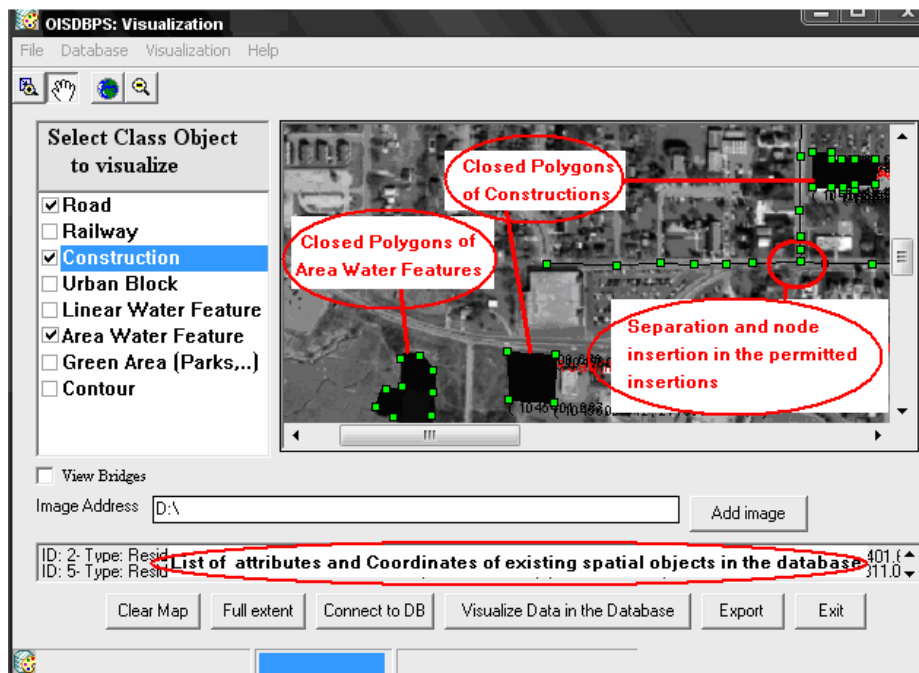 OISDBPS: Visualization
File Database Visualization Help
Select Class Object
to visualize
Road
Railway
Construction
Urban Block
Linear Water Feature
Area Water Feature
Green Area (Parks,..)
Contour
Closed Polygons
of Constructions
Closed Polygons of
Area Water Features
Separation and node
insertion in the permitted
insertions
View Bridges
Image Address D:\
Add image
ID: 2- Type: Resid
ID: 5- Type: Resid
List of attributes and Coordinates of existing spatial objects in the database
Clear Map Full extent Connect to DB Visualize Data in the Database Export Exit